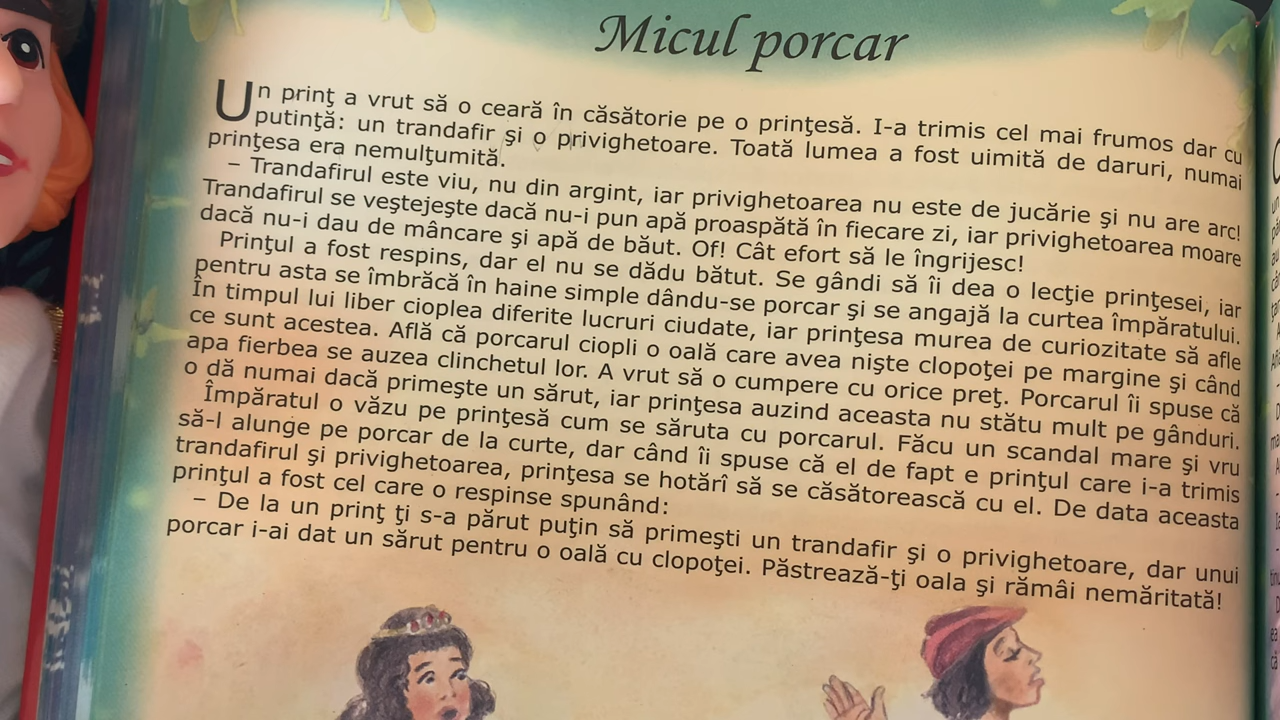 Micul porcar
Un prinţ a vrut să o ceară în căsătorie pe o prinţesă. I-a trimis cel mai frumos dar cu
putinţă: un trandafir şi o privighetoare. Toată lumea a fost uimită de daruri, numai
prinţesa era nemulţumită.
– Trandafirul este viu, nu din argint, iar privighetoarea nu este de jucărie şi nu are arc!
Trandafirul se veştejeşte dacă nu-i pun apă proaspătă în fiecare zi, iar privighetoarea moare
dacă nu-i dau de mâncare şi apă de băut. Of! Cât efort să le îngrijesc!
Prinţul a fost respins, dar el nu se dădu bătut. Se gândi să îi dea o lecţie prinţesei, iar
pentru asta se îmbrăcă în haine simple dându-se porcar şi se angajă la curtea împăratului.
În timpul lui liber cioplea diferite lucruri ciudate, iar prinţesa murea de curiozitate să afle
ce sunt acestea. Află că porcarul ciopli o oală care avea nişte clopoţei pe margine şi când
apa fierbea se auzea clinchetul lor. A vrut să o cumpere cu orice preţ. Porcarul îi spuse că
o dă numai dacă primeşte un sărut, iar prinţesa auzind aceasta nu stătu mult pe gânduri.
Împăratul o văzu pe prinţesă cum se săruta cu porcarul. Făcu un scandal mare şi vru
să-l alunge pe porcar de la curte, dar când îi spuse că el de fapt e prinţul care i-a trimis
trandafirul şi privighetoarea, prinţesa se hotărî să se căsătorească cu el. De data aceasta
prinţul a fost cel care o respinse spunând:
– De la un prinţ ţi s-a părut puţin să primeşti un trandafir şi o privighetoare, dar unui
porcar i-ai dat un sărut pentru o oală cu clopoţei. Păstrează-ţi oala şi rămâi nemăritată!